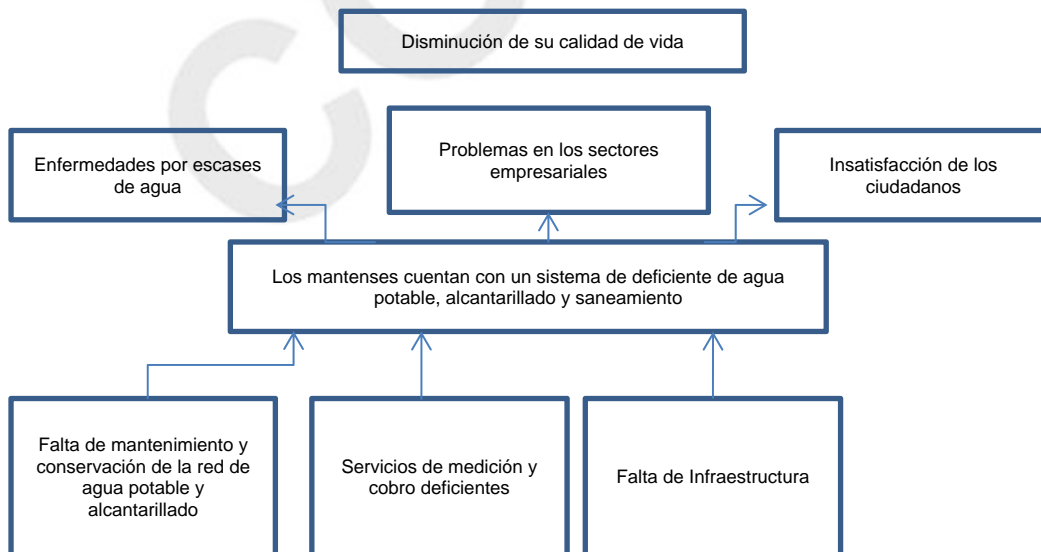 Disminución de su calidad de vida
Enfermedades por escases
de agua
Problemas en los sectores
empresariales
Insatisfacción de los
ciudadanos
Los mantenses cuentan con un sistema de deficiente de agua
potable, alcantarillado y saneamiento
Falta de mantenimiento y
conservación de la red de
agua potable y
alcantarillado
Servicios de medición y
cobro deficientes
Falta de Infraestructura